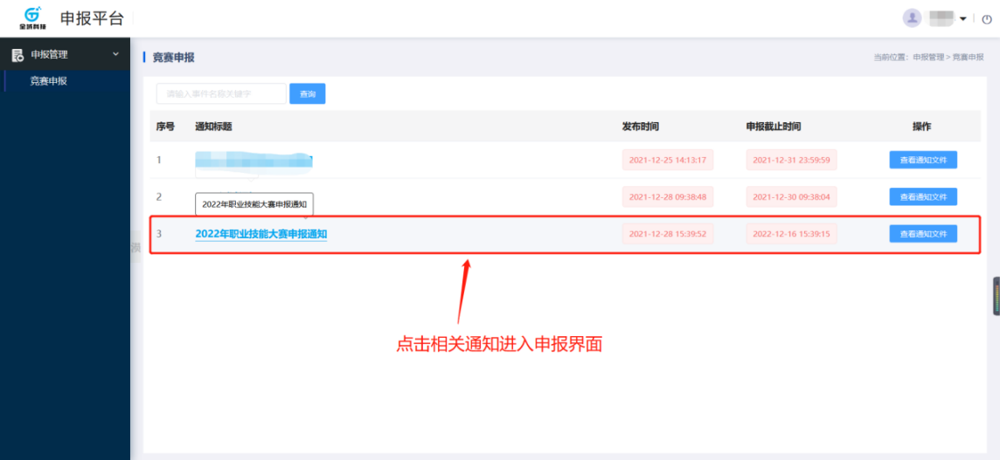 金城科技 申报平台
申报管理
竞赛申报
竞赛申报 当前位置：申报管理 > 竞赛申报
请输入事件名称关键字 查询
序号 通知标题 发布时间 申报截止时间 操作
1 2021-12-25 14:13:17 2021-12-31 23:59:59 查看通知文件
2 2021-12-28 09:38:48 2021-12-30 09:38:04 查看通知文件
2022年职业技能大赛申报通知
3 2022年职业技能大赛申报通知 2021-12-28 15:39:52 2022-12-16 15:39:15 查看通知文件
点击相关通知进入申报界面